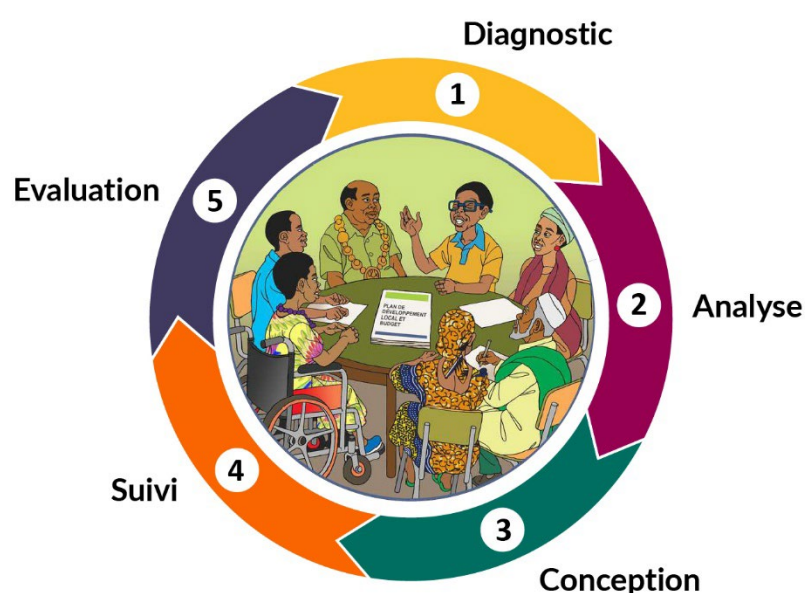 Diagnostic
1
Evaluation
5
2
Analyse
PLAN DE
DÉVELOPPEMENT
LOCAL ET
BUDGET
Suivi
4
3
Conception